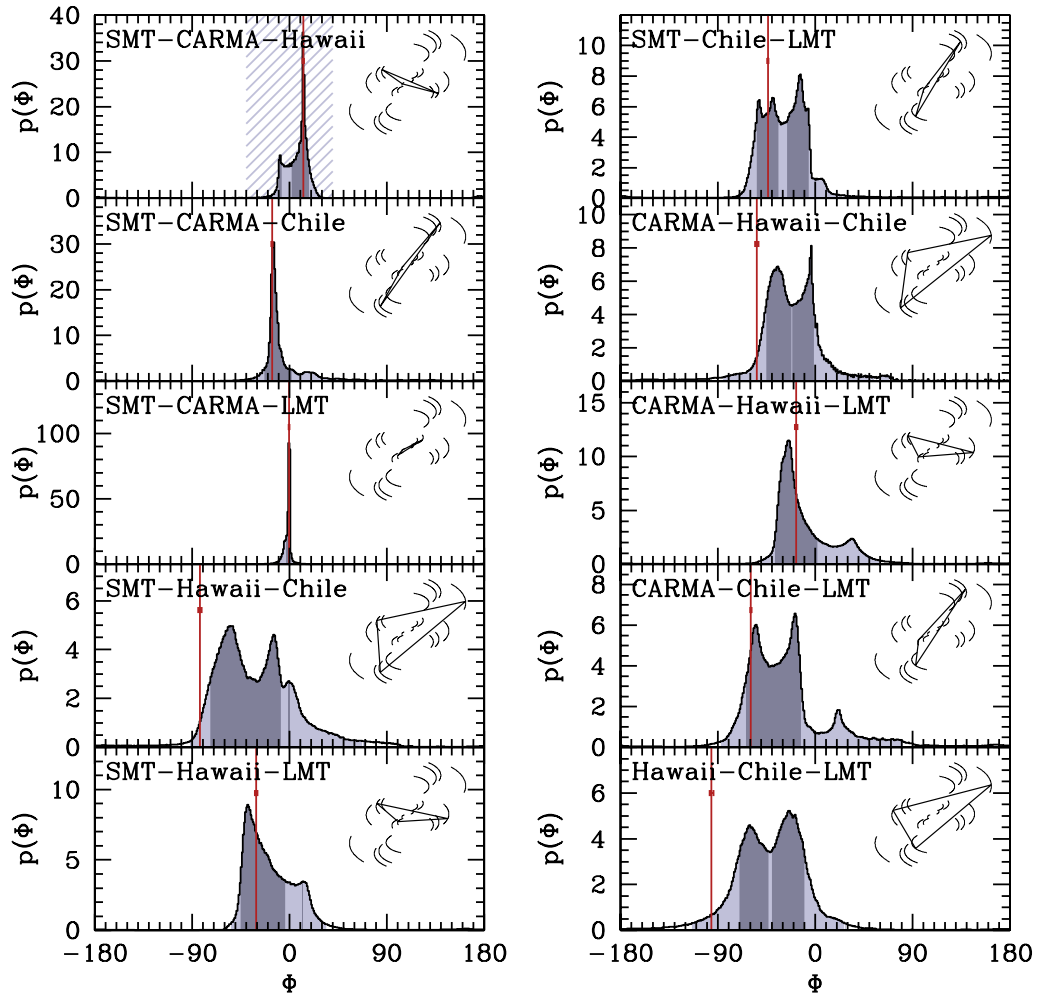 SMT-CARMA-Hawaii
p(Φ)
40
30
20
10
0
SMT-CARMA-Chile
p(Φ)
30
20
10
0
SMT-CARMA-LMT
p(Φ)
100
50
0
SMT-Hawaii-Chile
p(Φ)
6
4
2
0
SMT-Hawaii-LMT
p(Φ)
10
5
0
-180 -90 0 90 180
Φ
SMT-Chile-LMT
p(Φ)
10
8
6
4
2
0
CARMA-Hawaii-Chile
p(Φ)
10
8
6
4
2
0
CARMA-Hawaii-LMT
p(Φ)
15
10
5
0
CARMA-Chile-LMT
p(Φ)
8
6
4
2
0
Hawaii-Chile-LMT
p(Φ)
6
4
2
0
-180 -90 0 90 180
Φ